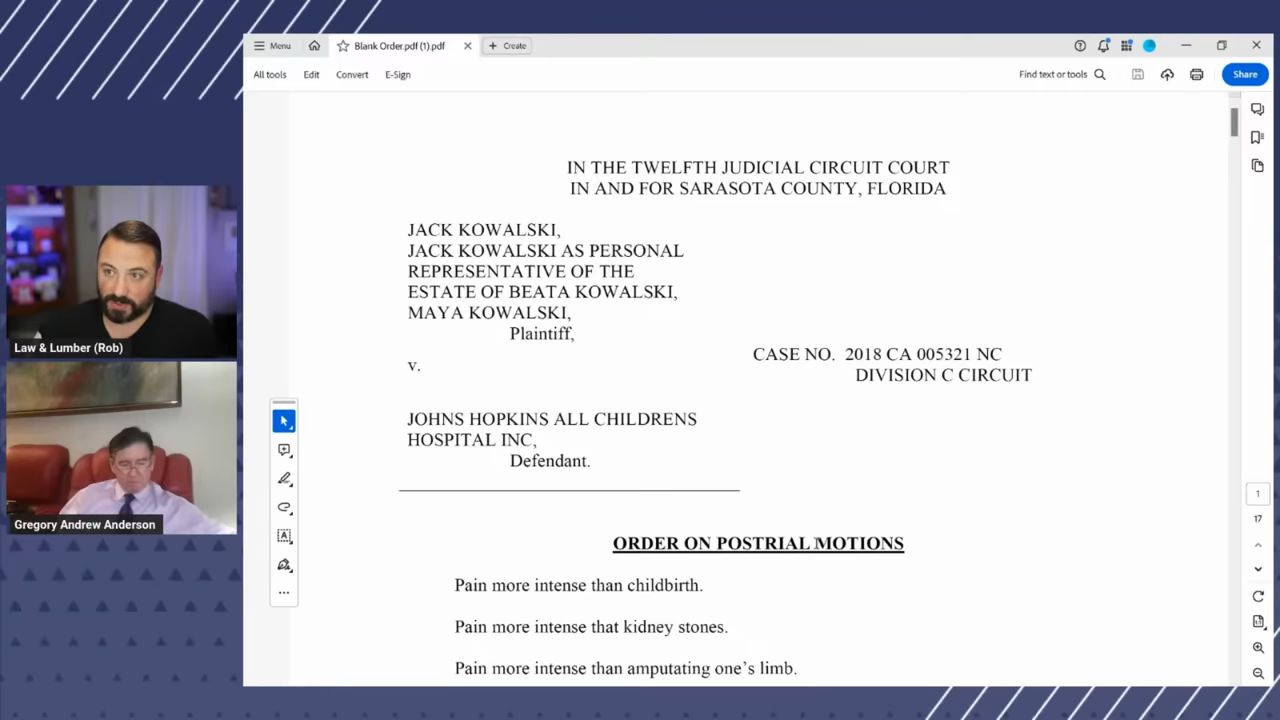 Menu
Blank Order.pdf (1).pdf
Create
All tools
Edit
Convert
E-Sign
Find text or tools
Share
IN THE TWELFTH JUDICIAL CIRCUIT COURT
IN AND FOR SARASOTA COUNTY, FLORIDA
JACK KOWALSKI,
JACK KOWALSKI AS PERSONAL
REPRESENTATIVE OF THE
ESTATE OF BEATA KOWALSKI,
MAYA KOWALSKI,
Plaintiff,
v.
CASE NO. 2018 CA 005321 NC
DIVISION C CIRCUIT
JOHNS HOPKINS ALL CHILDRENS
HOSPITAL INC,
Defendant.
ORDER ON POSTRIAL MOTIONS
Pain more intense than childbirth.
Pain more intense that kidney stones.
Pain more intense than amputating one's limb.
1
17
Law & Lumber (Rob)
Gregory Andrew Anderson